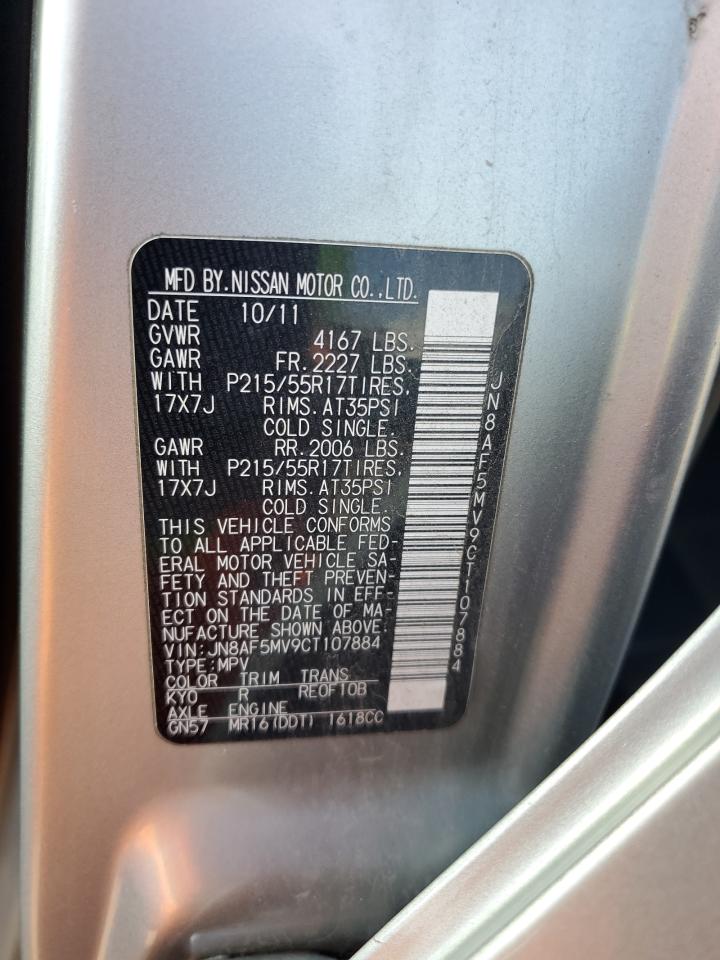 MFD BY.NISSAN MOTOR CO.,LTD.
DATE 10/11
GVWR 4167 LBS.
GAWR FR.2227 LBS.
WITH P215/55R17TIRES,
17X7J RIMS.AT35PSI
COLD SINGLE.
GAWR RR.2006 LBS.
WITH P215/55R17TIRES,
17X7J RIMS.AT35PSI
COLD SINGLE.
THIS VEHICLE CONFORMS
TO ALL APPLICABLE FED-
ERAL MOTOR VEHICLE SA-
FETY AND THEFT PREVEN-
TION STANDARDS IN EFF-
ECT ON THE DATE OF MA-
NUFACTURE SHOWN ABOVE.
VIN:JN8AF5MV9CT107884
TYPE:MPV
COLOR TRIM TRANS
KY0 R RE0F10B
AXLE ENGINE
GN57 MR16(DDT) 1618CC
JN8AF5MV9CT107884